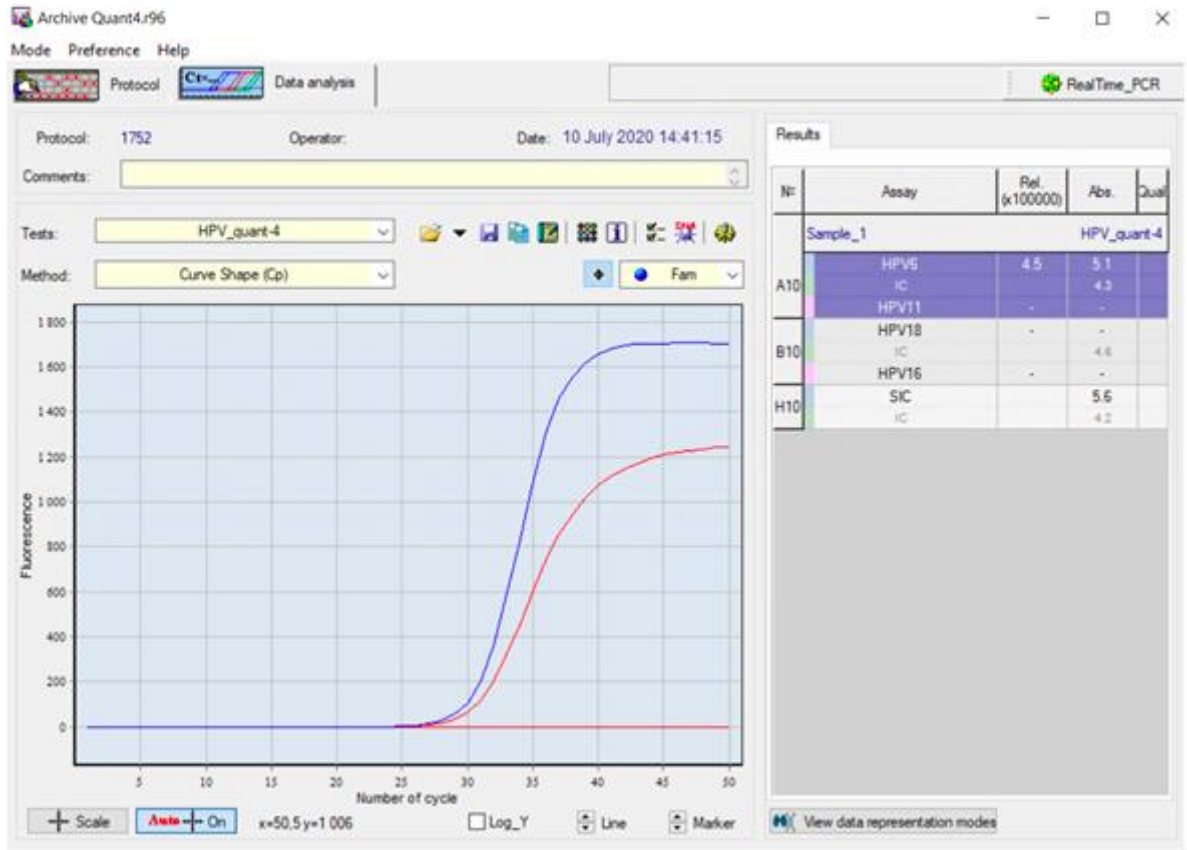 Archive Quant4.r96
Mode Preference Help
Protocol Ct= Data analysis
RealTime_PCR
Protocol: 1752 Operator: Date: 10 July 2020 14:41:15
Comments:
Tests: HPV_quant-4
Method: Curve Shape (Cp) Fam
1 800
1 600
1 400
1 200
1 000
800
600
400
200
0
Fluorescence
5 10 15 20 25 30 35 40 45 50
Number of cycle
Scale Auto On x=50,5 y=1 006 Log_Y Line Marker
Results
Nº Assay Rel. (x100000) Abs. Qual
Sample_1 HPV_quant-4
A10 HPV6 4.5 5.1
IC 4.3
HPV11 - -
B10 HPV18 - -
IC 4.6
HPV16 - -
H10 SIC 5.6
IC 4.2
View data representation modes